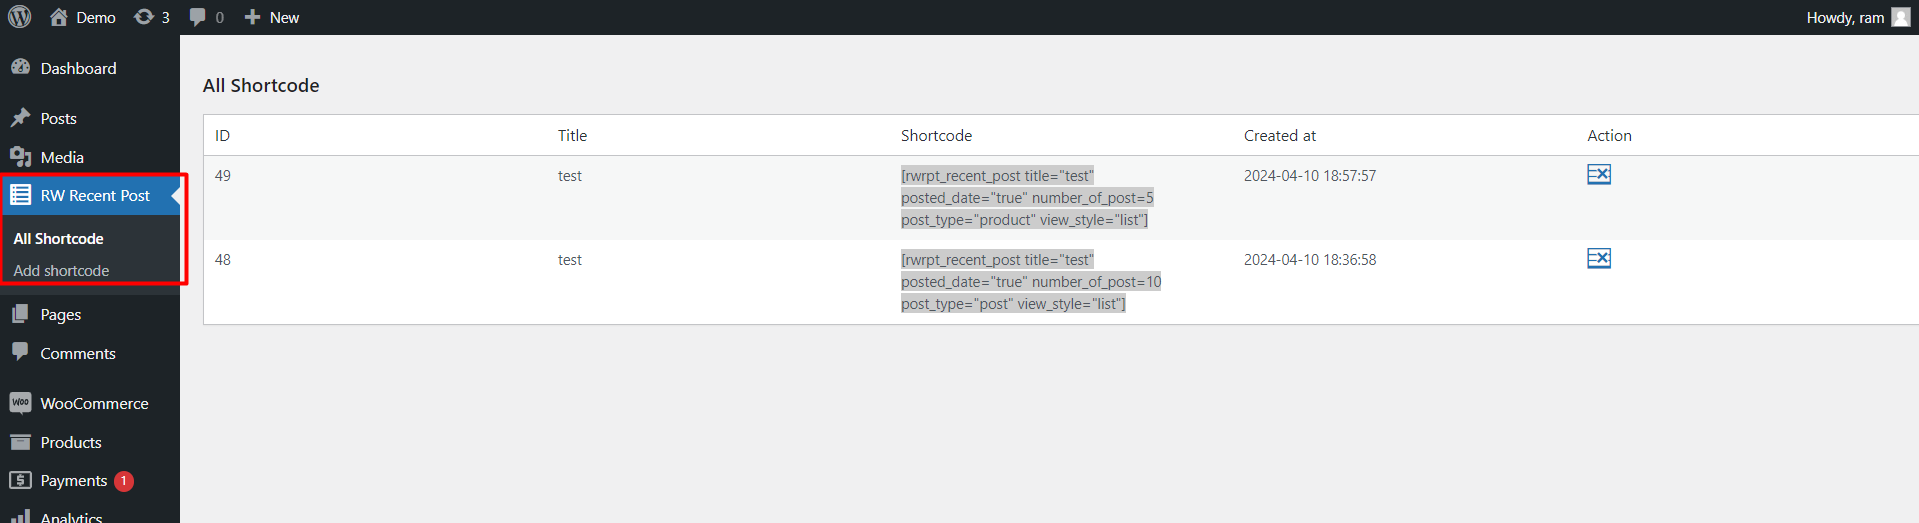 Demo 3 0 New Howdy, ram
Dashboard
Posts
Media
RW Recent Post
All Shortcode
Add shortcode
Pages
Comments
WOO WooCommerce
Products
Payments 1
Analytics
All Shortcode
ID Title Shortcode Created at Action
49 test [rwrpt_recent_post title="test" 2024-04-10 18:57:57
posted_date="true" number_of_post=5
post_type="product" view_style="list"]
48 test [rwrpt_recent_post title="test" 2024-04-10 18:36:58
posted_date="true" number_of_post=10
post_type="post" view_style="list"]